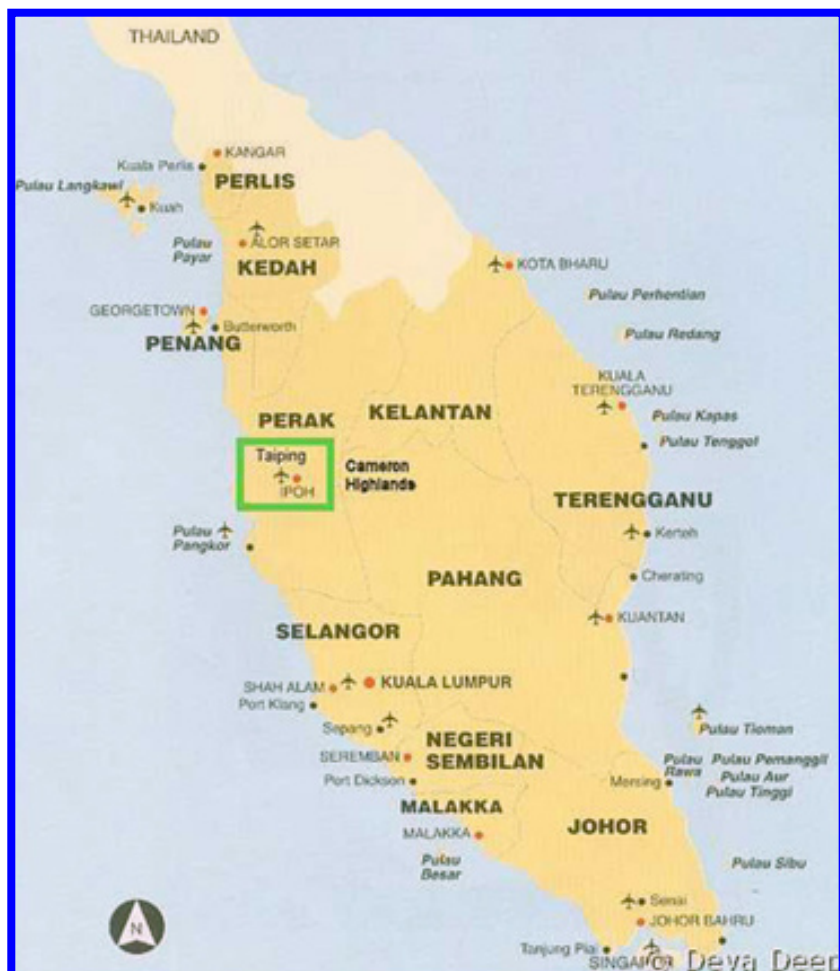 THAILAND
KANGAR
Kuala Perlis
PERLIS
Pulau Langkawi
Kuah
Pulau
Payar
ALOR SETAR
KEDAH
KOTA BHARU
Pulau Perhentian
GEORGETOWN
Butterworth
PENANG
Pulau Redang
KUALA
TERENGGANU
PERAK
KELANTAN
Pulau Kapas
Pulau Tenggol
Taiping
IPOH
Cameron
Highlands
TERENGGANU
Pulau
Pangkor
Kerteh
PAHANG
Cherating
KUANTAN
SELANGOR
SHAH ALAM
KUALA LUMPUR
Port Klang
Sepang
Pulau Tioman
NEGERI
SEMBILAN
SEREMBAN
Port Dickson
Mersing
Pulau
Rawa
Pulau Pemanggil
Pulau Aur
Pulau Tinggi
MALAKKA
MALAKKA
JOHOR
Pulau
Besar
Pulau Sibu
Senai
JOHOR BAHRU
N
Tanjung Piai
© Deva Deep